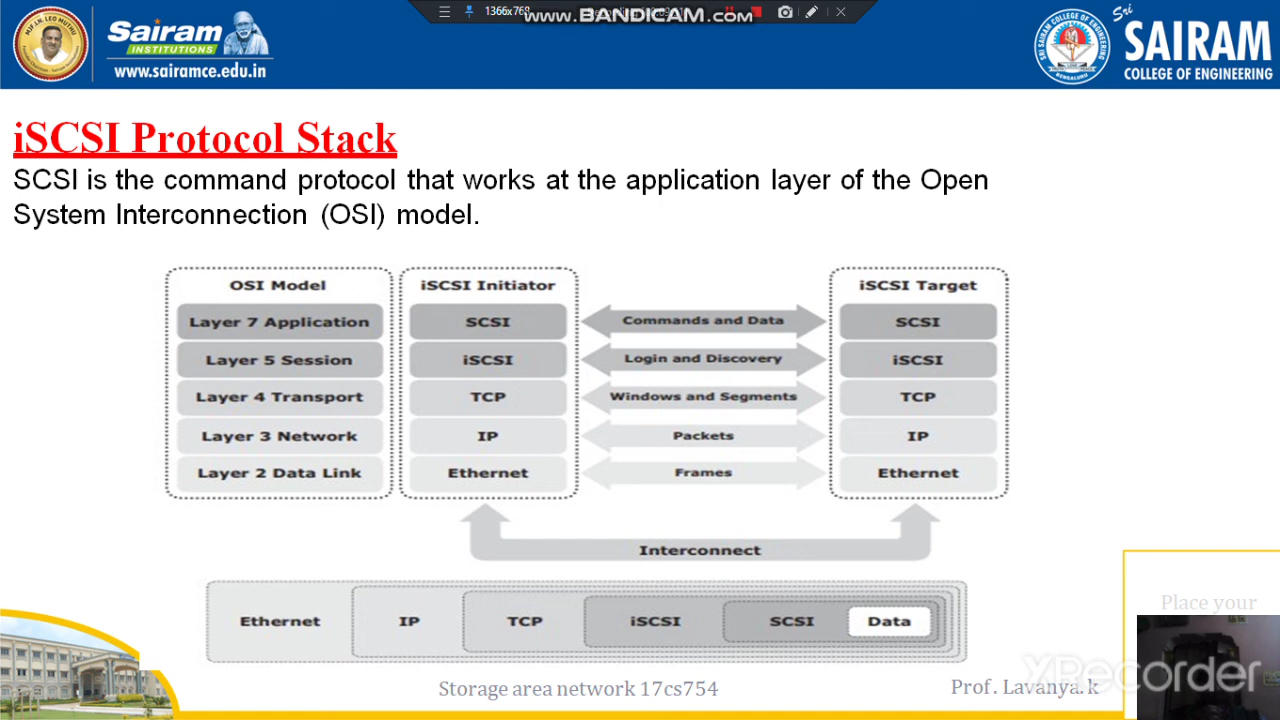 1366x768
www.BANDICAM.com
Sairam
INSTITUTIONS
www.sairamce.edu.in
Sri
SAIRAM
COLLEGE OF ENGINEERING
iSCSI Protocol Stack
SCSI is the command protocol that works at the application layer of the Open
System Interconnection (OSI) model.
OSI Model iSCSI Initiator iSCSI Target
Layer 7 Application SCSI Commands and Data SCSI
Layer 5 Session iSCSI Login and Discovery iSCSI
Layer 4 Transport TCP Windows and Segments TCP
Layer 3 Network IP Packets IP
Layer 2 Data Link Ethernet Frames Ethernet
Interconnect
Ethernet IP TCP iSCSI SCSI Data
Place your
XRecorder
Storage area network 17cs754
Prof. Lavanya.k